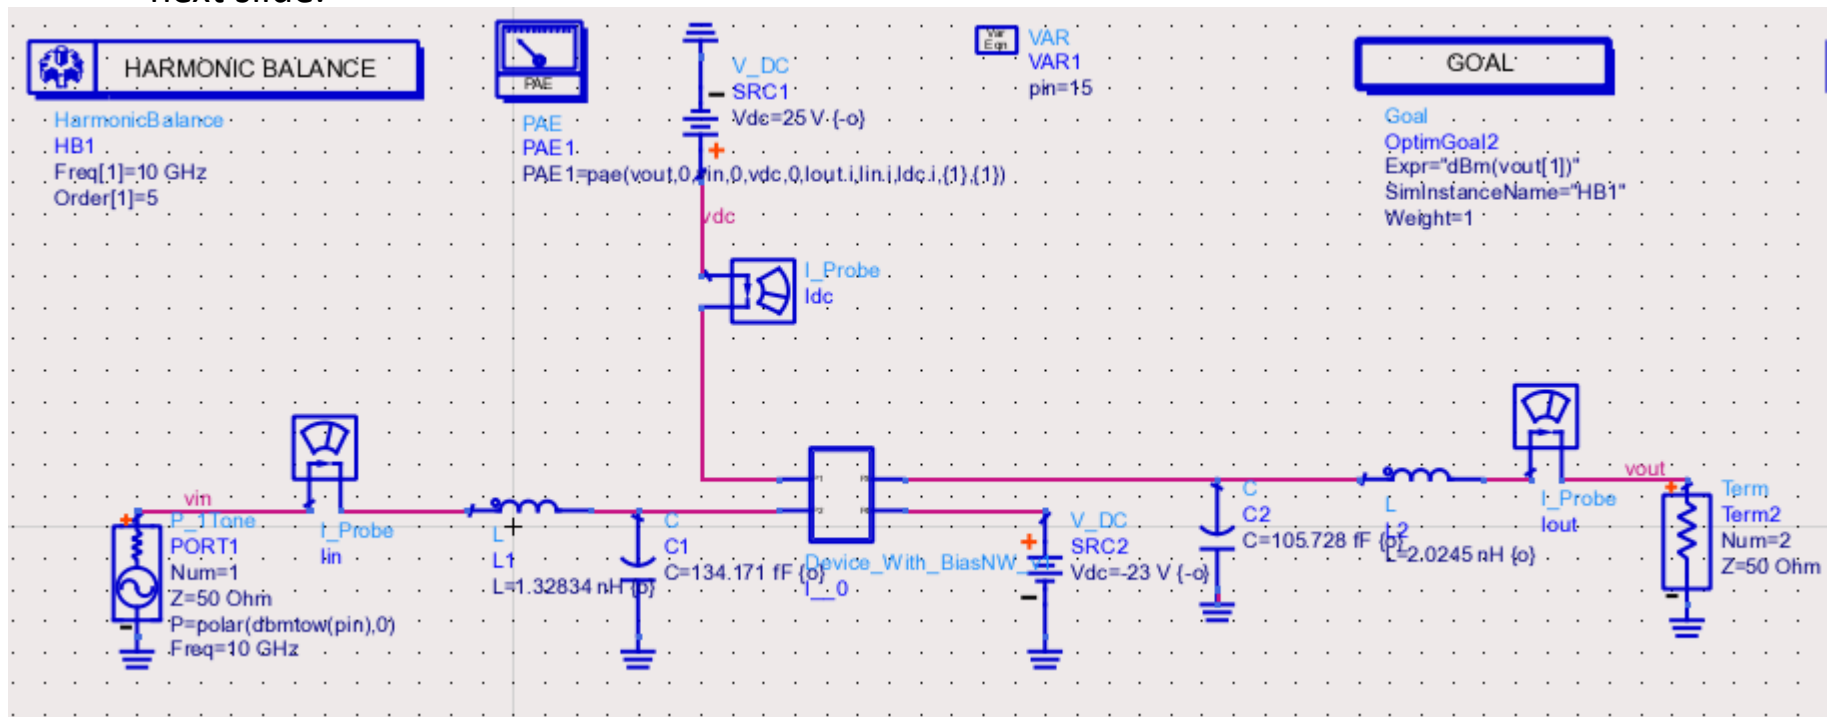 next slide.
HARMONIC BALANCE
HarmonicBalance
HB1
Freq[1]=10 GHz
Order[1]=5
PAE
PAE
PAE1
PAE1=pae(vout,0,vin,0,vdc,0,Iout.i,Iin.i,Idc.i,{1},{1})
V_DC
SRC1
Vdc=25 V {-o}
vdc
Var
Eqn
VAR
VAR1
pin=15
GOAL
Goal
OptimGoal2
Expr="dBm(vout[1])"
SimInstanceName="HB1"
Weight=1
I_Probe
Idc
vin
P_1Tone
PORT1
Num=1
Z=50 Ohm
P=polar(dbmtow(pin),0)
Freq=10 GHz
I_Probe
Iin
L
L1
L=1.32834 nH {o}
C
C1
C=134.171 fF {o}
Device_With_BiasNW_V1
I__0
V_DC
SRC2
Vdc=-23 V {-o}
C
C2
C=105.728 fF {o}
L
L2
L=2.0245 nH {o}
I_Probe
Iout
vout
Term
Term2
Num=2
Z=50 Ohm